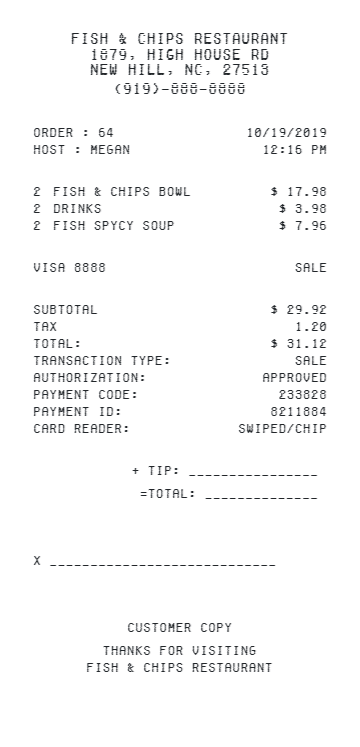 FISH & CHIPS RESTAURANT
1879, HIGH HOUSE RD
NEW HILL, NC, 27513
(919)-888-8888
ORDER : 64 10/19/2019
HOST : MEGAN 12:16 PM
2 FISH & CHIPS BOWL $ 17.98
2 DRINKS $ 3.98
2 FISH SPYCY SOUP $ 7.96
VISA 8888 SALE
SUBTOTAL $ 29.92
TAX 1.20
TOTAL: $ 31.12
TRANSACTION TYPE: SALE
AUTHORIZATION: APPROVED
PAYMENT CODE: 233828
PAYMENT ID: 8211884
CARD READER: SWIPED/CHIP
+ TIP: ________________
=TOTAL: ______________
X ____________________________
CUSTOMER COPY
THANKS FOR VISITING
FISH & CHIPS RESTAURANT